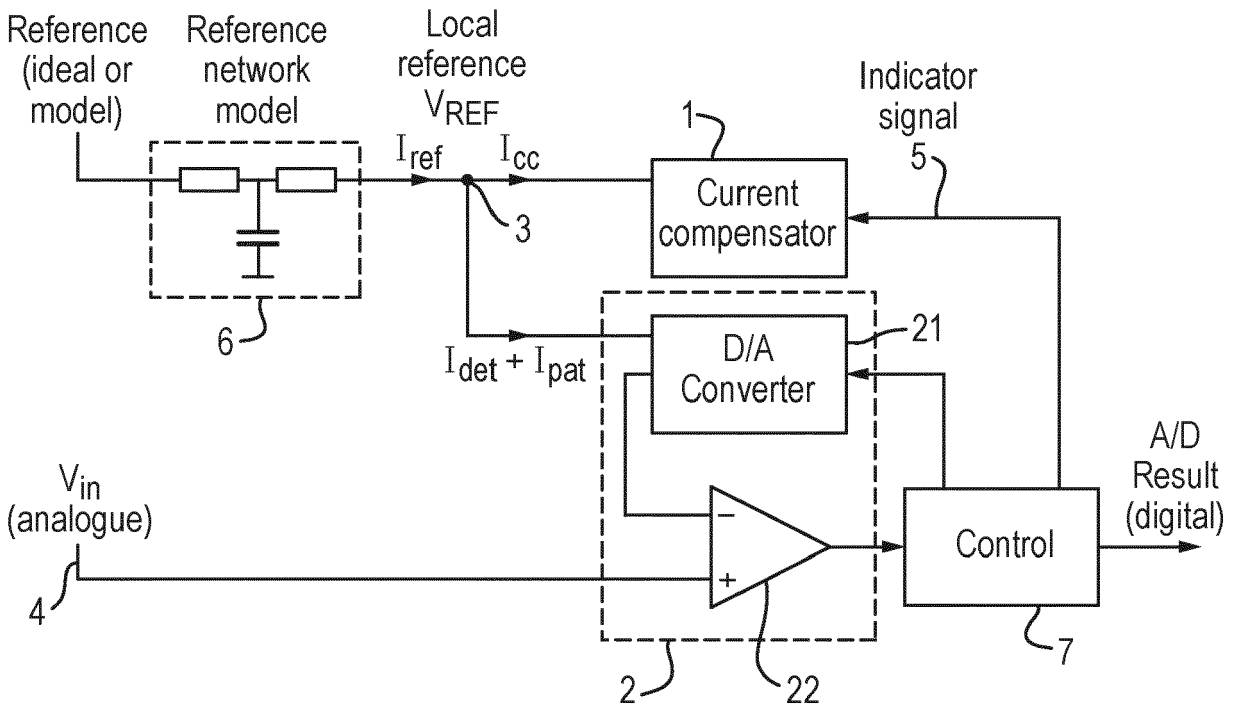 Reference
(ideal or
model)
Reference
network
model
Local
reference
VREF
Indicator
signal
5
1
Iref
Icc
3
Current
compensator
6
Idet + Ipat
D/A
Converter
21
Vin
(analogue)
4
−
+
Control
A/D
Result
(digital)
2
22
7